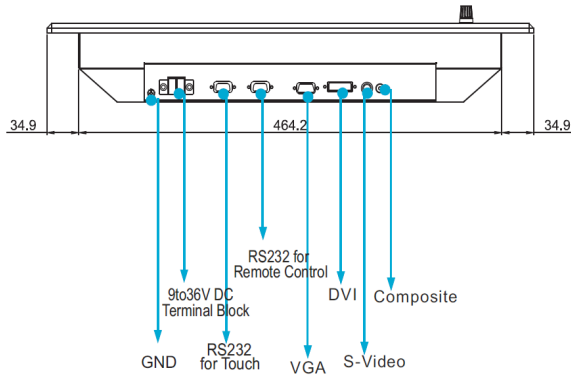 34.9
464.2
34.9
RS232 for
Remote Control
9to36V DC
Terminal Block
DVI
Composite
GND
RS232
for Touch
VGA
S-Video